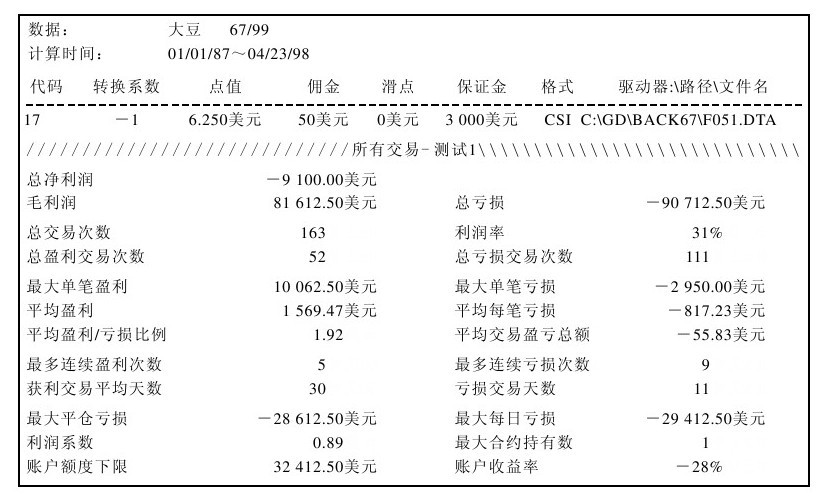 数据： 大豆 67/99
计算时间： 01/01/87～04/23/98
代码 转换系数 点值 佣金 滑点 保证金 格式 驱动器:\路径\文件名
17 －1 6.250美元 50美元 0美元 3 000美元 CSI C:\GD\BACK67\F051.DTA
/////////////////////////////所有交易－测试1\\\\\\\\\\\\\\\\\\\\\\\\\\\\\
总净利润 －9 100.00美元
毛利润 81 612.50美元 总亏损 －90 712.50美元
总交易次数 163 利润率 31%
总盈利交易次数 52 总亏损交易次数 111
最大单笔盈利 10 062.50美元 最大单笔亏损 －2 950.00美元
平均盈利 1 569.47美元 平均每笔亏损 －817.23美元
平均盈利/亏损比例 1.92 平均交易盈亏总额 －55.83美元
最多连续盈利次数 5 最多连续亏损次数 9
获利交易平均天数 30 亏损交易天数 11
最大平仓亏损 －28 612.50美元 最大每日亏损 －29 412.50美元
利润系数 0.89 最大合约持有数 1
账户额度下限 32 412.50美元 账户收益率 －28%